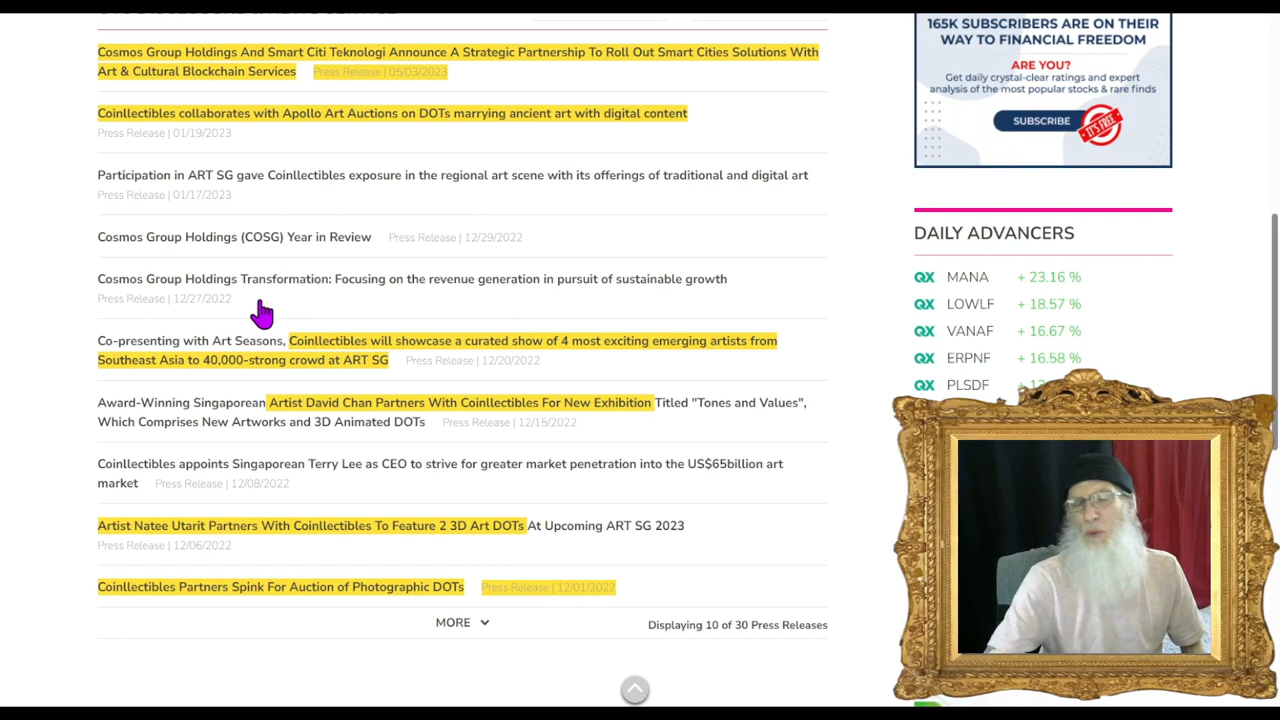 Cosmos Group Holdings And Smart Citi Teknologi Announce A Strategic Partnership To Roll Out Smart Cities Solutions With
Art & Cultural Blockchain Services Press Release | 05/03/2023
Coinllectibles collaborates with Apollo Art Auctions on DOTs marrying ancient art with digital content
Press Release | 01/19/2023
Participation in ART SG gave Coinllectibles exposure in the regional art scene with its offerings of traditional and digital art
Press Release | 01/17/2023
Cosmos Group Holdings (COSG) Year in Review Press Release | 12/29/2022
Cosmos Group Holdings Transformation: Focusing on the revenue generation in pursuit of sustainable growth
Press Release | 12/27/2022
Co-presenting with Art Seasons, Coinllectibles will showcase a curated show of 4 most exciting emerging artists from
Southeast Asia to 40,000-strong crowd at ART SG Press Release | 12/20/2022
Award-Winning Singaporean Artist David Chan Partners With Coinllectibles For New Exhibition Titled "Tones and Values",
Which Comprises New Artworks and 3D Animated DOTs Press Release | 12/15/2022
Coinllectibles appoints Singaporean Terry Lee as CEO to strive for greater market penetration into the US$65billion art
market Press Release | 12/08/2022
Artist Natee Utarit Partners With Coinllectibles To Feature 2 3D Art DOTs At Upcoming ART SG 2023
Press Release | 12/06/2022
Coinllectibles Partners Spink For Auction of Photographic DOTs Press Release | 12/01/2022
MORE Displaying 10 of 30 Press Releases
165K SUBSCRIBERS ARE ON THEIR
WAY TO FINANCIAL FREEDOM
ARE YOU?
Get daily crystal-clear ratings and expert
analysis of the most popular stocks & rare finds
SUBSCRIBE IT'S FREE
DAILY ADVANCERS
QX MANA + 23.16 %
QX LOWLF + 18.57 %
QX VANAF + 16.67 %
QX ERPNF + 16.58 %
QX PLSDF